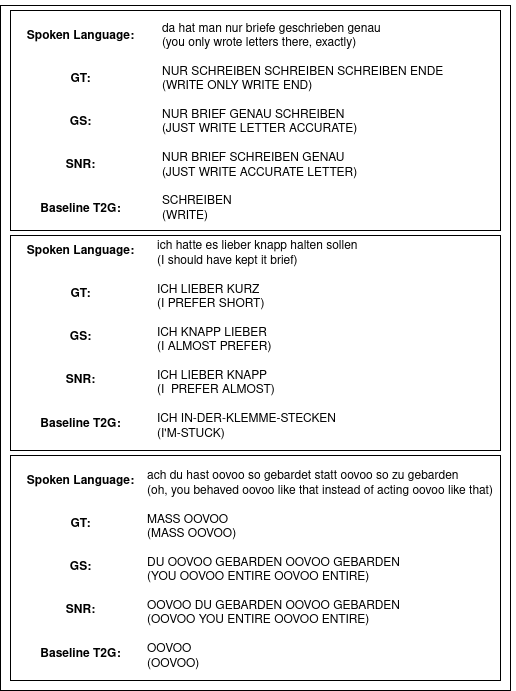 Spoken Language: da hat man nur briefe geschrieben genau
(you only wrote letters there, exactly)
GT: NUR SCHREIBEN SCHREIBEN SCHREIBEN ENDE
(WRITE ONLY WRITE END)
GS: NUR BRIEF GENAU SCHREIBEN
(JUST WRITE LETTER ACCURATE)
SNR: NUR BRIEF SCHREIBEN GENAU
(JUST WRITE ACCURATE LETTER)
Baseline T2G: SCHREIBEN
(WRITE)
Spoken Language: ich hatte es lieber knapp halten sollen
(I should have kept it brief)
GT: ICH LIEBER KURZ
(I PREFER SHORT)
GS: ICH KNAPP LIEBER
(I ALMOST PREFER)
SNR: ICH LIEBER KNAPP
(I  PREFER ALMOST)
Baseline T2G: ICH IN-DER-KLEMME-STECKEN
(I'M-STUCK)
Spoken Language: ach du hast oovoo so gebardet statt oovoo so zu gebarden
(oh, you behaved oovoo like that instead of acting oovoo like that)
GT: MASS OOVOO
(MASS OOVOO)
GS: DU OOVOO GEBARDEN OOVOO GEBARDEN
(YOU OOVOO ENTIRE OOVOO ENTIRE)
SNR: OOVOO DU GEBARDEN OOVOO GEBARDEN
(OOVOO YOU ENTIRE OOVOO ENTIRE)
Baseline T2G: OOVOO
(OOVOO)